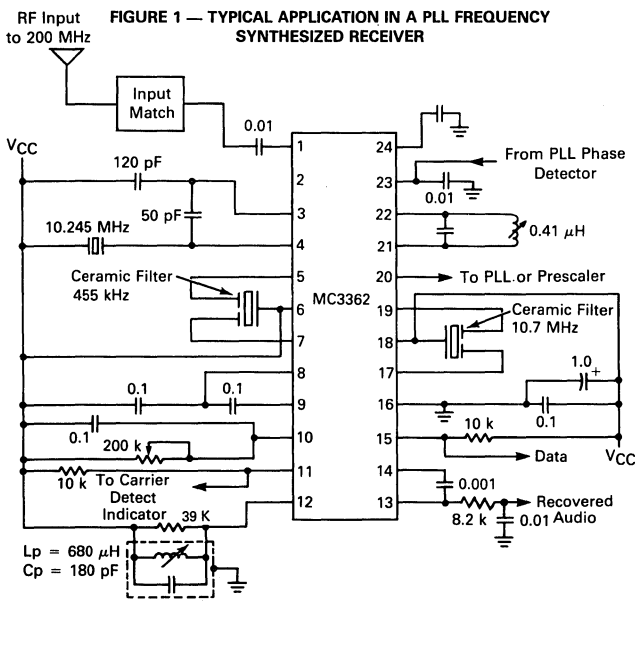 FIGURE 1 — TYPICAL APPLICATION IN A PLL FREQUENCY
SYNTHESIZED RECEIVER
RF Input
to 200 MHz
Input
Match
0.01
VCC
120 pF
50 pF
10.245 MHz
Ceramic Filter
455 kHz
0.1
0.1
0.1
200 k
10 k
To Carrier
Detect
Indicator
39 K
Lp = 680 μH
Cp = 180 pF
1
2
3
4
5
6
7
8
9
10
11
12
MC3362
24
23
22
21
20
19
18
17
16
15
14
13
From PLL Phase
Detector
0.01
0.41 μH
To PLL or Prescaler
Ceramic Filter
10.7 MHz
1.0
+
0.1
10 k
VCC
Data
0.001
8.2 k
Recovered
Audio
0.01